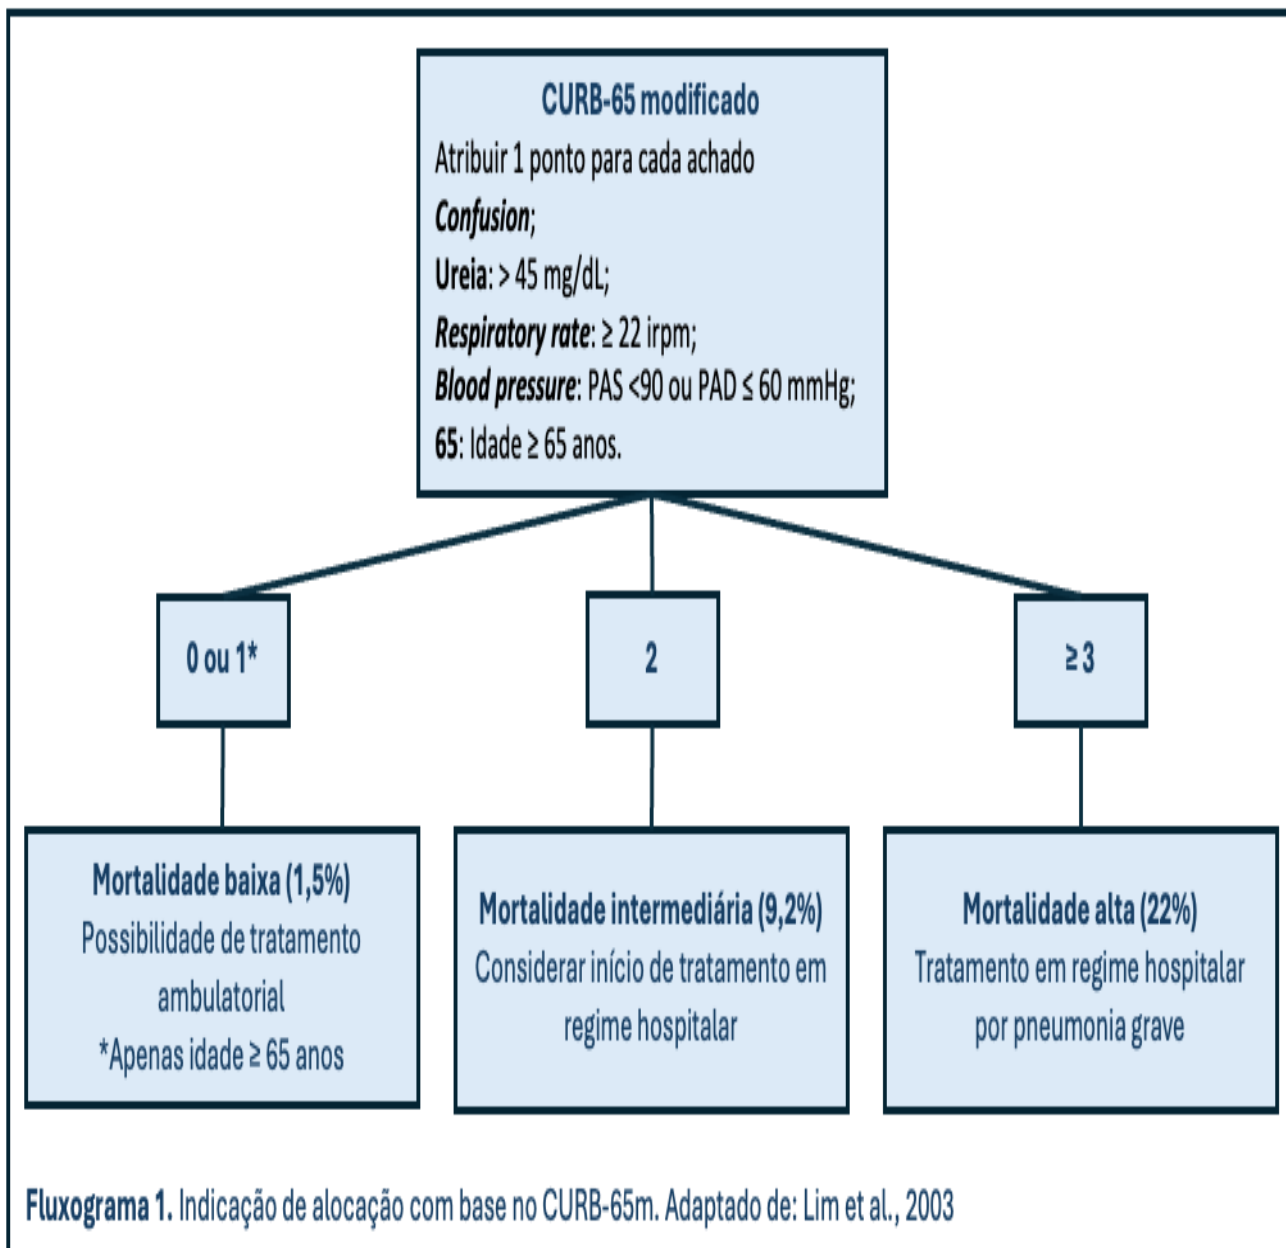 CURB-65 modificado
Atribuir 1 ponto para cada achado
Confusion;
Ureia: > 45 mg/dL;
Respiratory rate: ≥ 22 irpm;
Blood pressure: PAS <90 ou PAD ≤ 60 mmHg;
65: Idade ≥ 65 anos.
0 ou 1*
2
≥ 3
Mortalidade baixa (1,5%)
Possibilidade de tratamento
ambulatorial
*Apenas idade ≥ 65 anos
Mortalidade intermediária (9,2%)
Considerar início de tratamento em
regime hospitalar
Mortalidade alta (22%)
Tratamento em regime hospitalar
por pneumonia grave
Fluxograma 1. Indicação de alocação com base no CURB-65m. Adaptado de: Lim et al., 2003